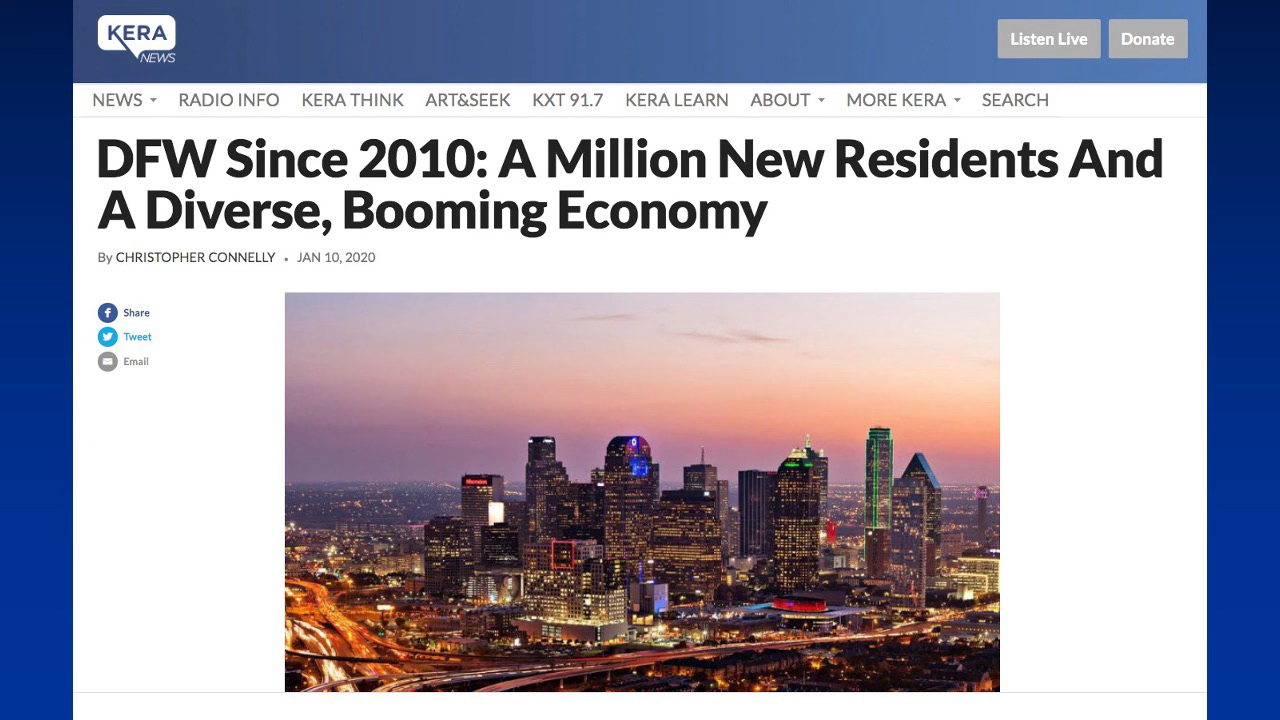 KERA
NEWS
Listen Live
Donate
NEWS
RADIO INFO
KERA THINK
ART&SEEK
KXT 91.7
KERA LEARN
ABOUT
MORE KERA
SEARCH
DFW Since 2010: A Million New Residents And
A Diverse, Booming Economy
By CHRISTOPHER CONNELLY • JAN 10, 2020
Share
Tweet
Email
Sheraton